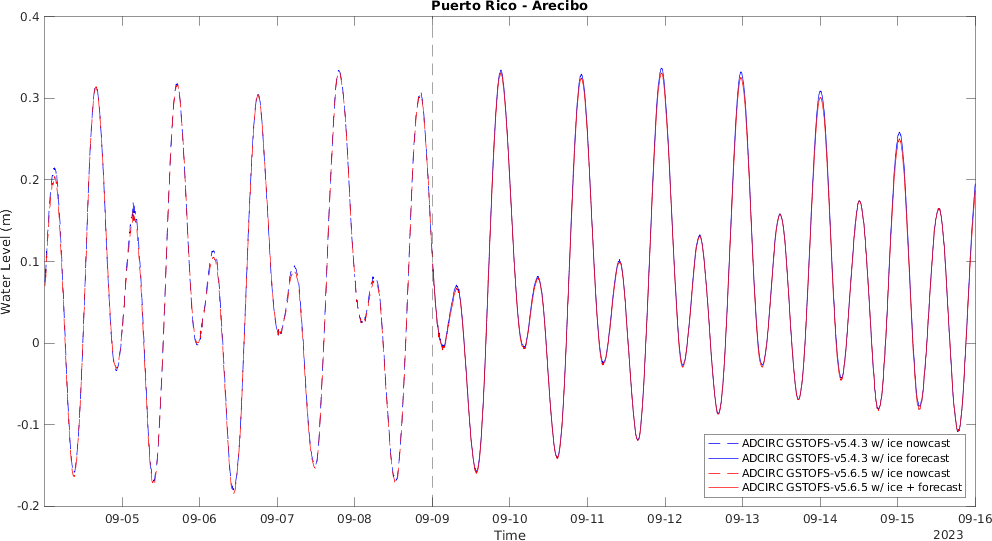 Puerto Rico - Arecibo
0.4
0.3
0.2
0.1
0
-0.1
-0.2
Water Level (m)
ADCIRC GSTOFS-v5.4.3 w/ ice nowcast
ADCIRC GSTOFS-v5.4.3 w/ ice forecast
ADCIRC GSTOFS-v5.6.5 w/ ice nowcast
ADCIRC GSTOFS-v5.6.5 w/ ice + forecast
09-05 09-06 09-07 09-08 09-09 09-10 09-11 09-12 09-13 09-14 09-15 09-16
Time
2023